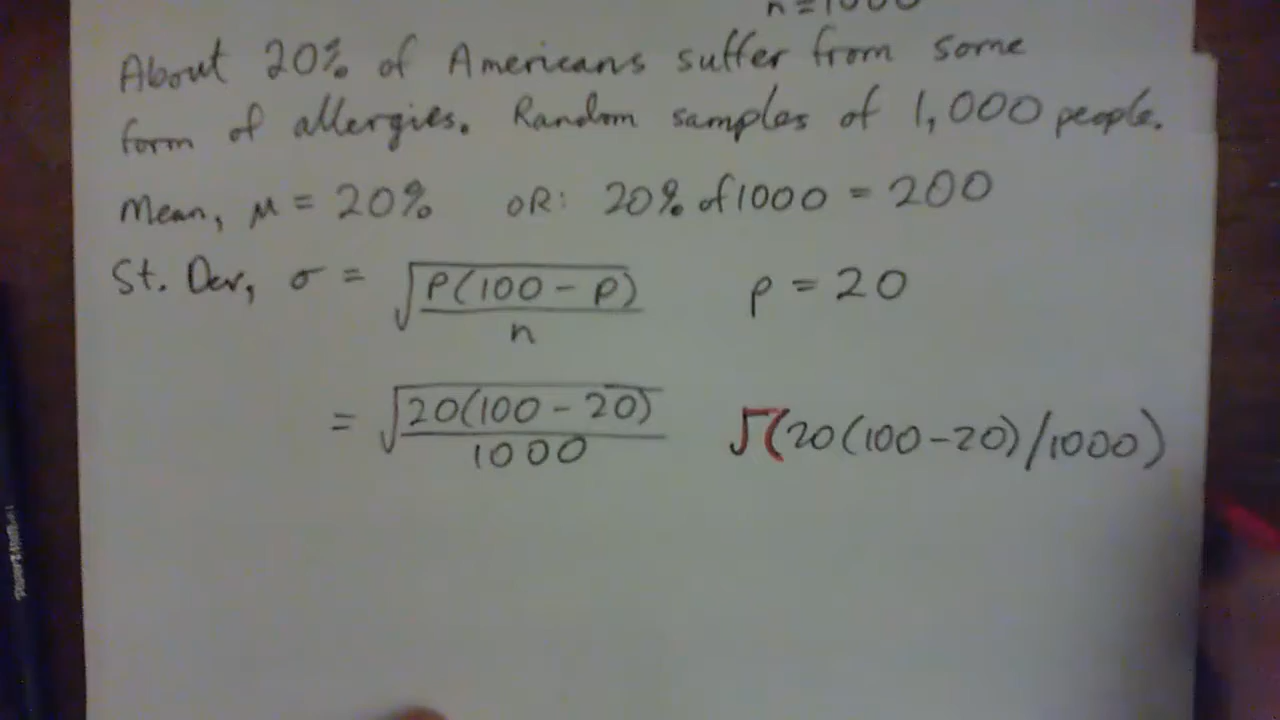 n = 1000
About 20% of Americans suffer from some
form of allergies. Random samples of 1,000 people.
Mean, μ = 20% OR: 20% of 1000 = 200
St. Dev, σ = √(P(100 - p)/n) p = 20
= √(20(100 - 20)/1000) √(20(100-20)/1000)